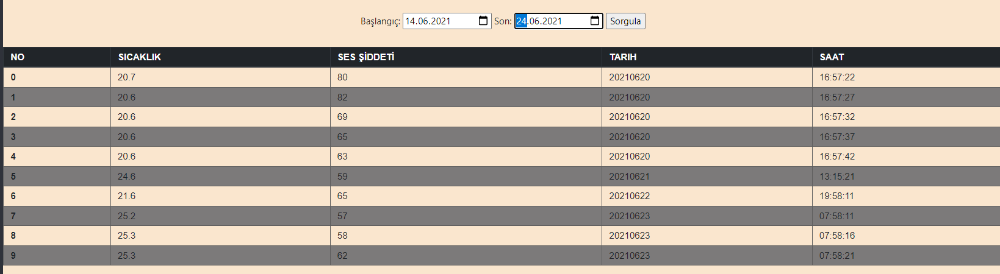 Başlangıç: 14.06.2021 Son: 24.06.2021 Sorgula
NO SICAKLIK SES ŞİDDETİ TARIH SAAT
0 20.7 80 20210620 16:57:22
1 20.6 82 20210620 16:57:27
2 20.6 69 20210620 16:57:32
3 20.6 65 20210620 16:57:37
4 20.6 63 20210620 16:57:42
5 24.6 59 20210621 13:15:21
6 21.6 65 20210622 19:58:11
7 25.2 57 20210623 07:58:11
8 25.3 58 20210623 07:58:16
9 25.3 62 20210623 07:58:21